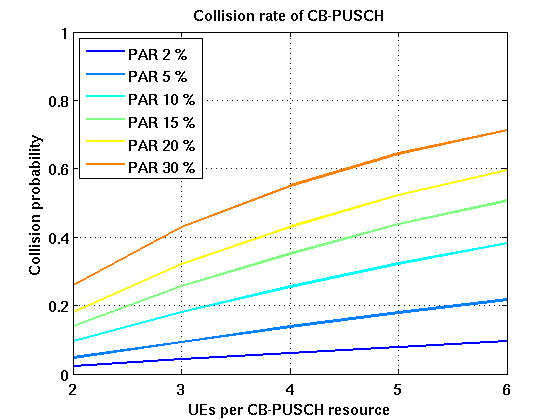 Collision rate of CB-PUSCH
1
0.8
0.6
0.4
0.2
0
Collision probability
PAR 2 %
PAR 5 %
PAR 10 %
PAR 15 %
PAR 20 %
PAR 30 %
2 3 4 5 6
UEs per CB-PUSCH resource